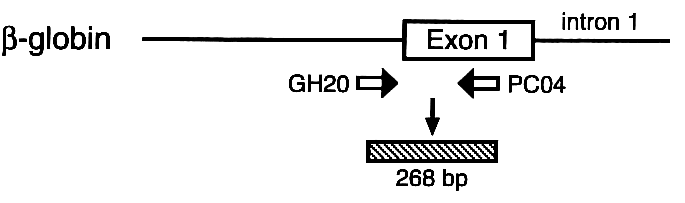 intron 1
β-globin
Exon 1
GH20
PC04
268 bp